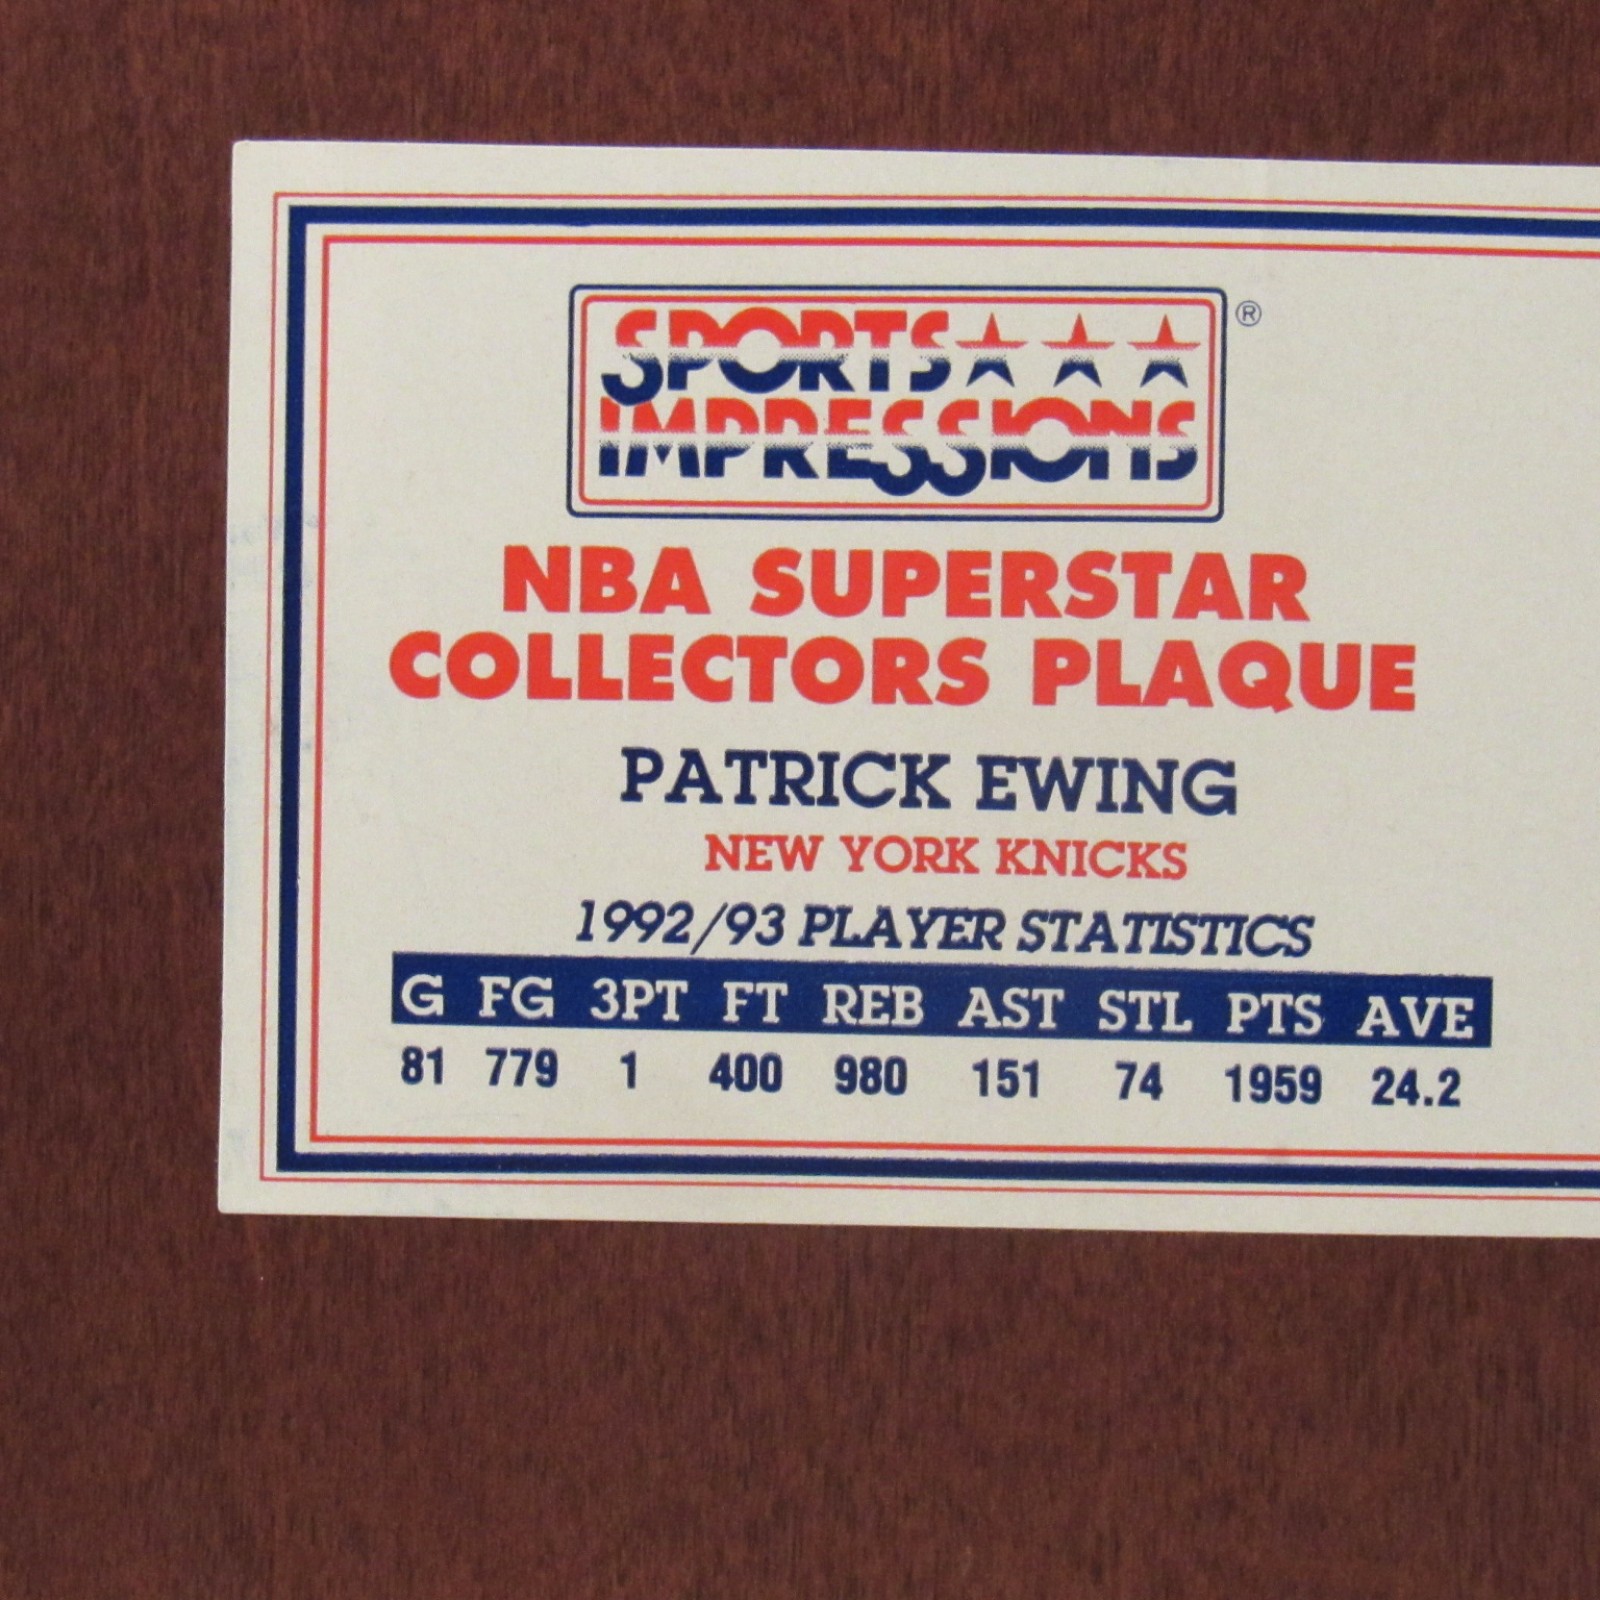 SPORTS ★★★ ®
IMPRESSIONS
NBA SUPERSTAR
COLLECTORS PLAQUE
PATRICK EWING
NEW YORK KNICKS
1992/93 PLAYER STATISTICS
G FG 3PT FT REB AST STL PTS AVE
81 779 1 400 980 151 74 1959 24.2